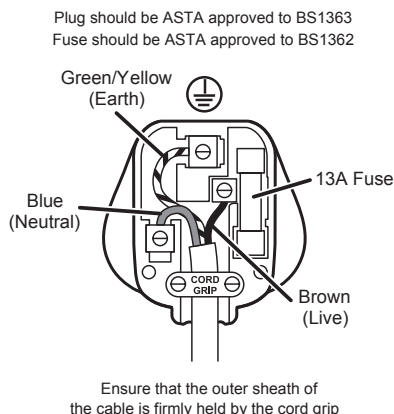 Plug should be ASTA approved to BS1363
Fuse should be ASTA approved to BS1362
Green/Yellow
(Earth)
13A Fuse
Blue
(Neutral)
CORD
GRIP
Brown
(Live)
Ensure that the outer sheath of
the cable is firmly held by the cord grip